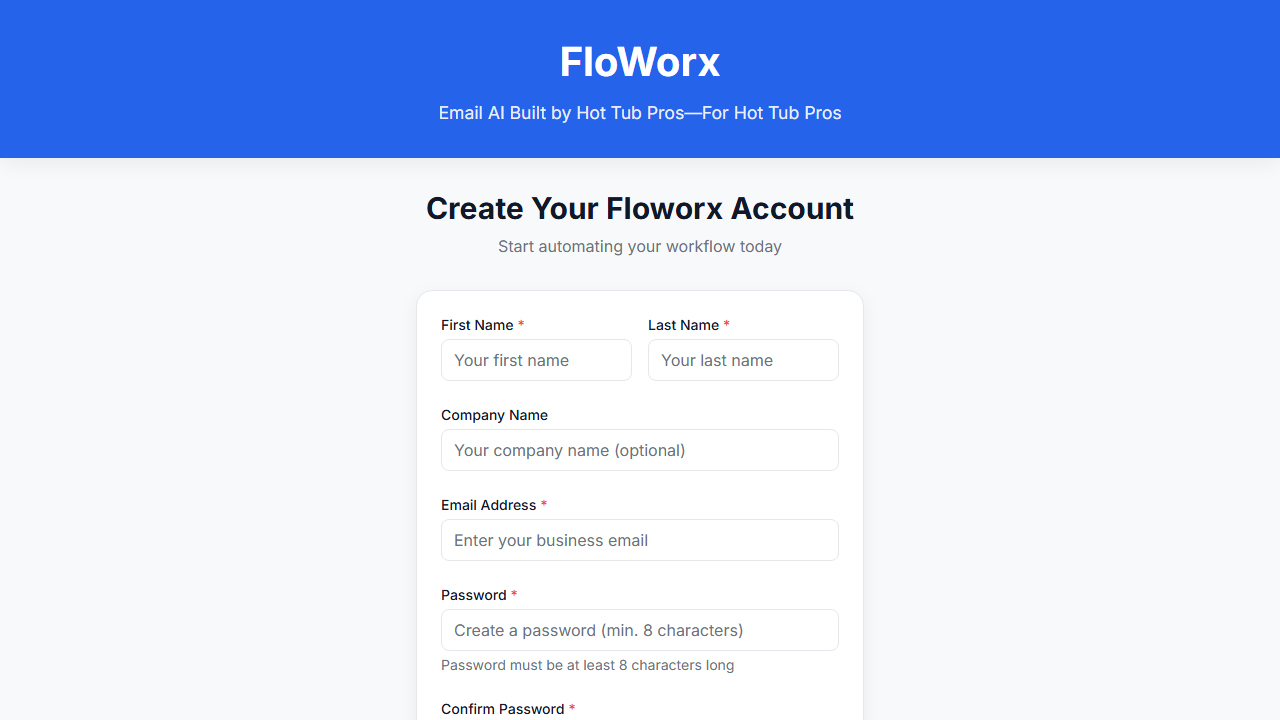 FloWorx
Email AI Built by Hot Tub Pros—For Hot Tub Pros
Create Your Floworx Account
Start automating your workflow today
First Name *
Last Name *
Your first name
Your last name
Company Name
Your company name (optional)
Email Address *
Enter your business email
Password *
Create a password (min. 8 characters)
Password must be at least 8 characters long
Confirm Password *